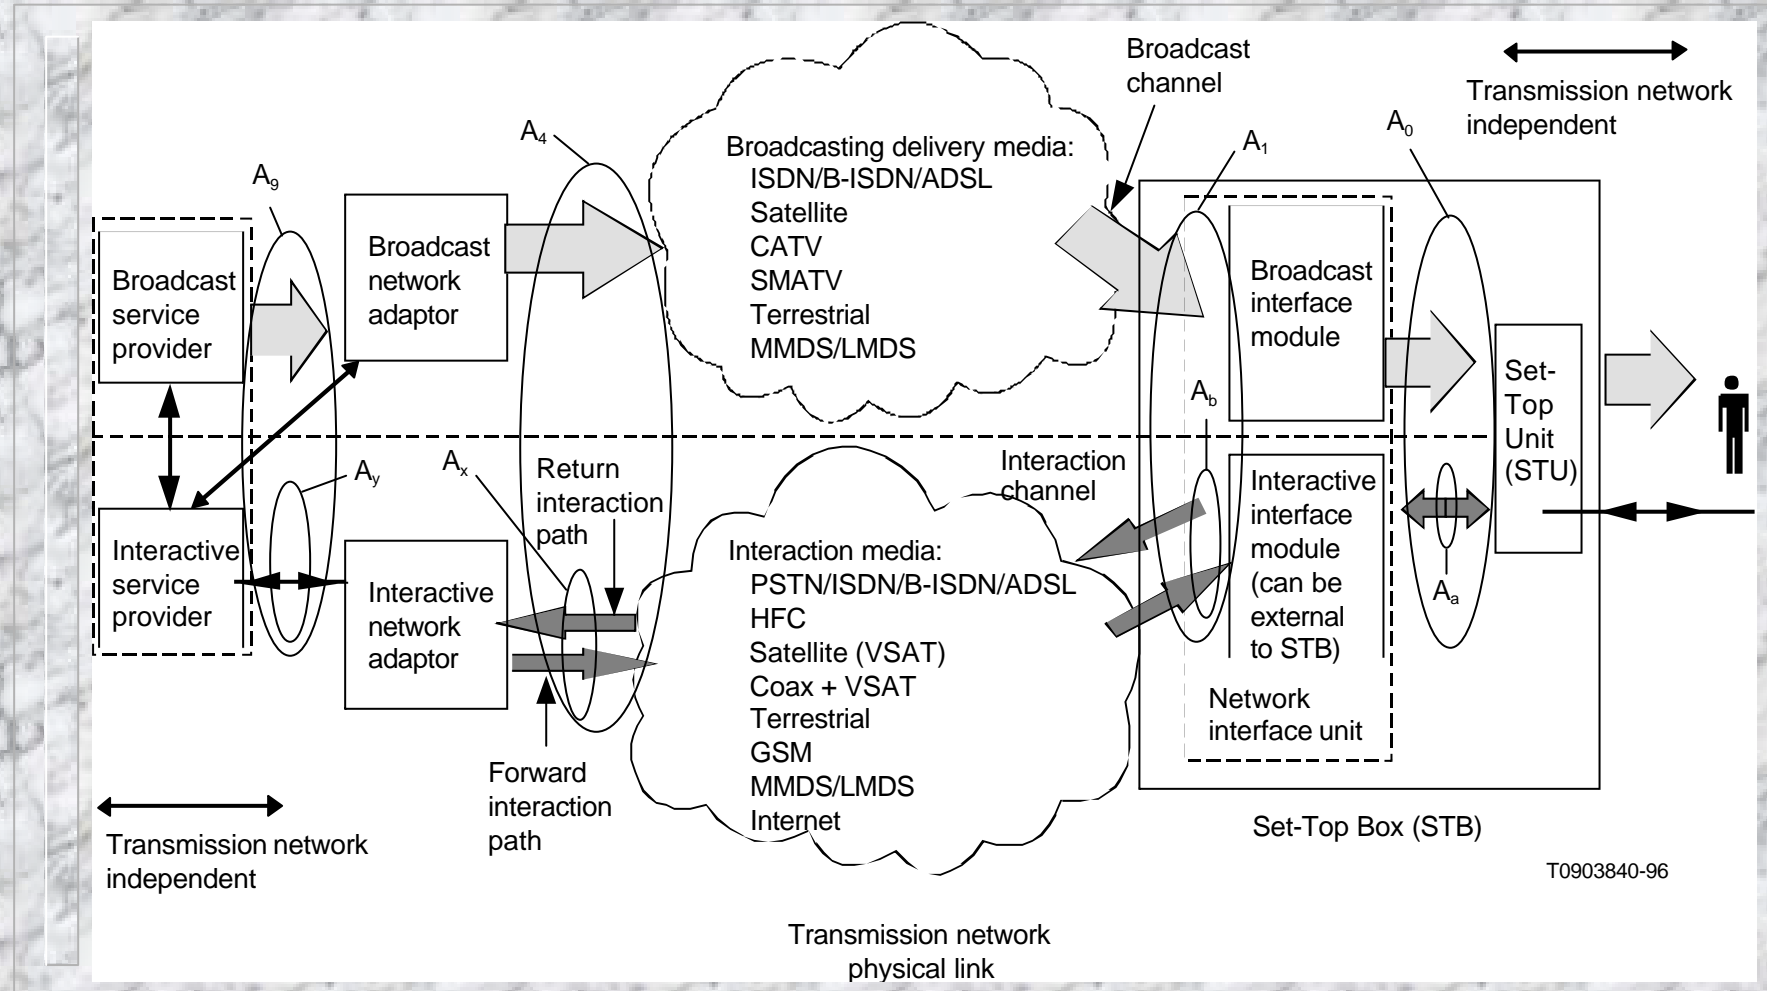 Broadcast
channel
Transmission network
independent
A4
A1
A0
A9
Broadcasting delivery media:
ISDN/B-ISDN/ADSL
Satellite
CATV
SMATV
Terrestrial
MMDS/LMDS
Broadcast
service
provider
Broadcast
network
adaptor
Broadcast
interface
module
Set-
Top
Unit
(STU)
Ab
Ay
Ax
Return
interaction
path
Interaction
channel
Interactive
service
provider
Interactive
network
adaptor
Interaction media:
PSTN/ISDN/B-ISDN/ADSL
HFC
Satellite (VSAT)
Coax + VSAT
Terrestrial
GSM
MMDS/LMDS
Internet
Interactive
interface
module
(can be
external
to STB)
Aa
Network
interface unit
Forward
interaction
path
Set-Top Box (STB)
Transmission network
independent
T0903840-96
Transmission network
physical link